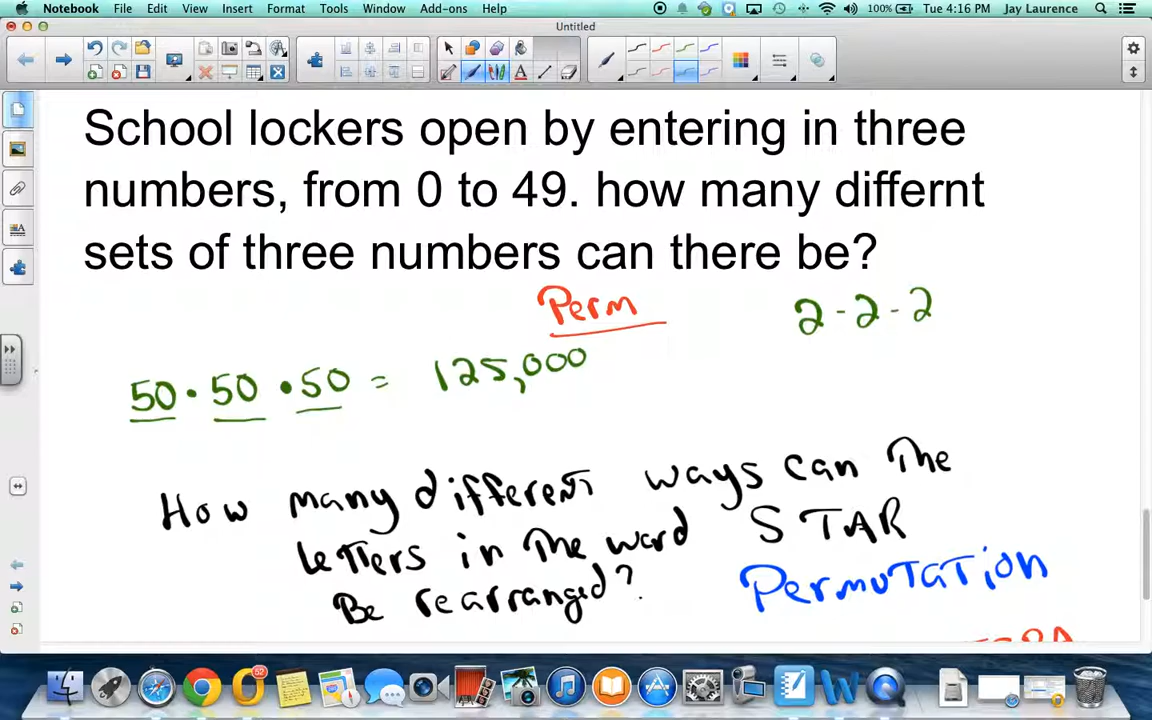 Notebook File Edit View Insert Format Tools Window Add-ons Help 100% Tue 4:16 PM Jay Laurence
Untitled
School lockers open by entering in three
numbers, from 0 to 49. how many differnt
sets of three numbers can there be?
Perm
2 - 2 - 2
50 • 50 • 50 = 125,000
How many different ways can the
letters in the word STAR
Be rearranged?
Permutation